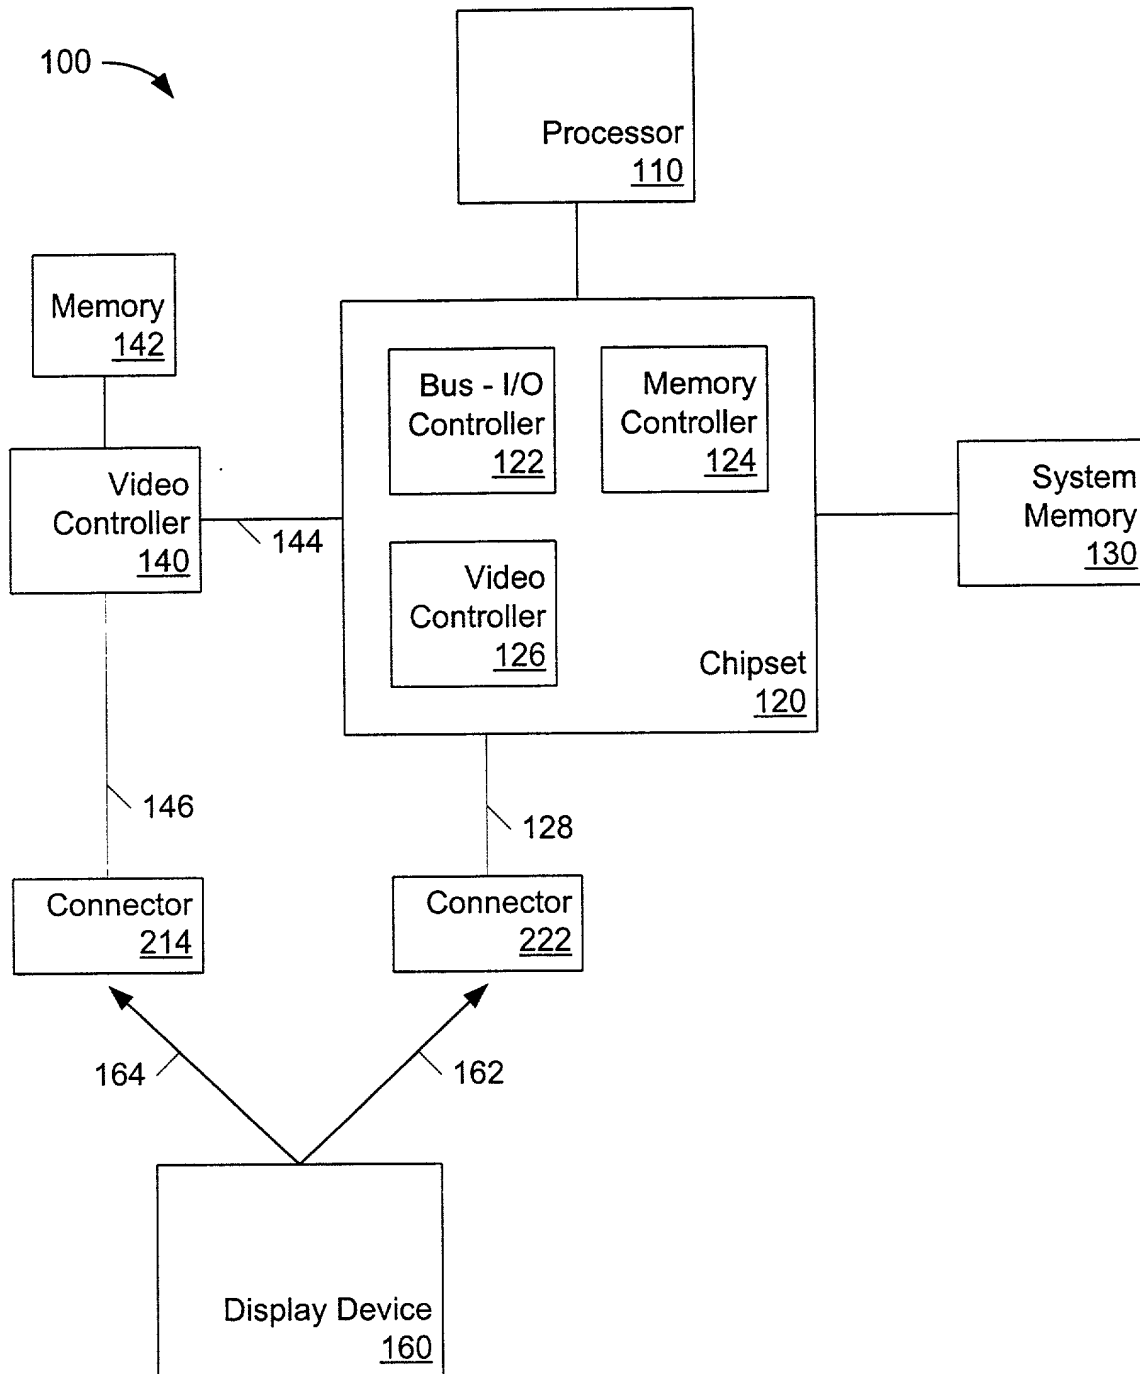 100
Processor
110
Memory
142
Bus - I/O
Controller
122
Memory
Controller
124
Video
Controller
140
144
System
Memory
130
Video
Controller
126
Chipset
120
146
128
Connector
214
Connector
222
164
162
Display Device
160